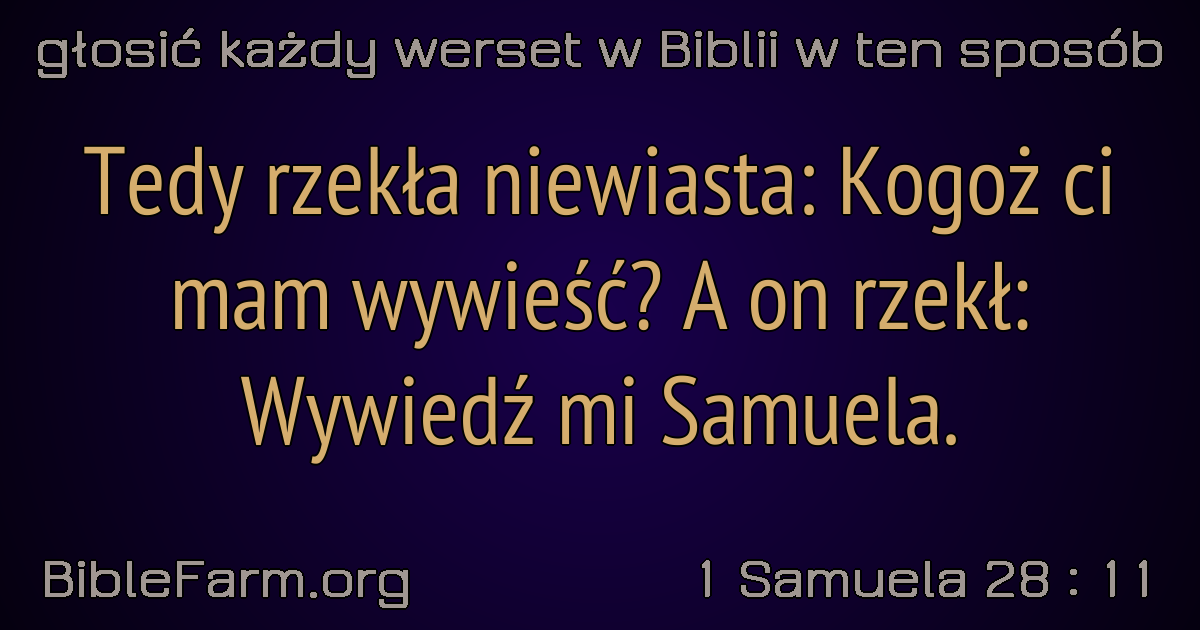 głosić każdy werset w Biblii w ten sposób
Tedy rzekła niewiasta: Kogoż ci
mam wywieść? A on rzekł:
Wywiedź mi Samuela.
BibleFarm.org
1 Samuela 28 : 11